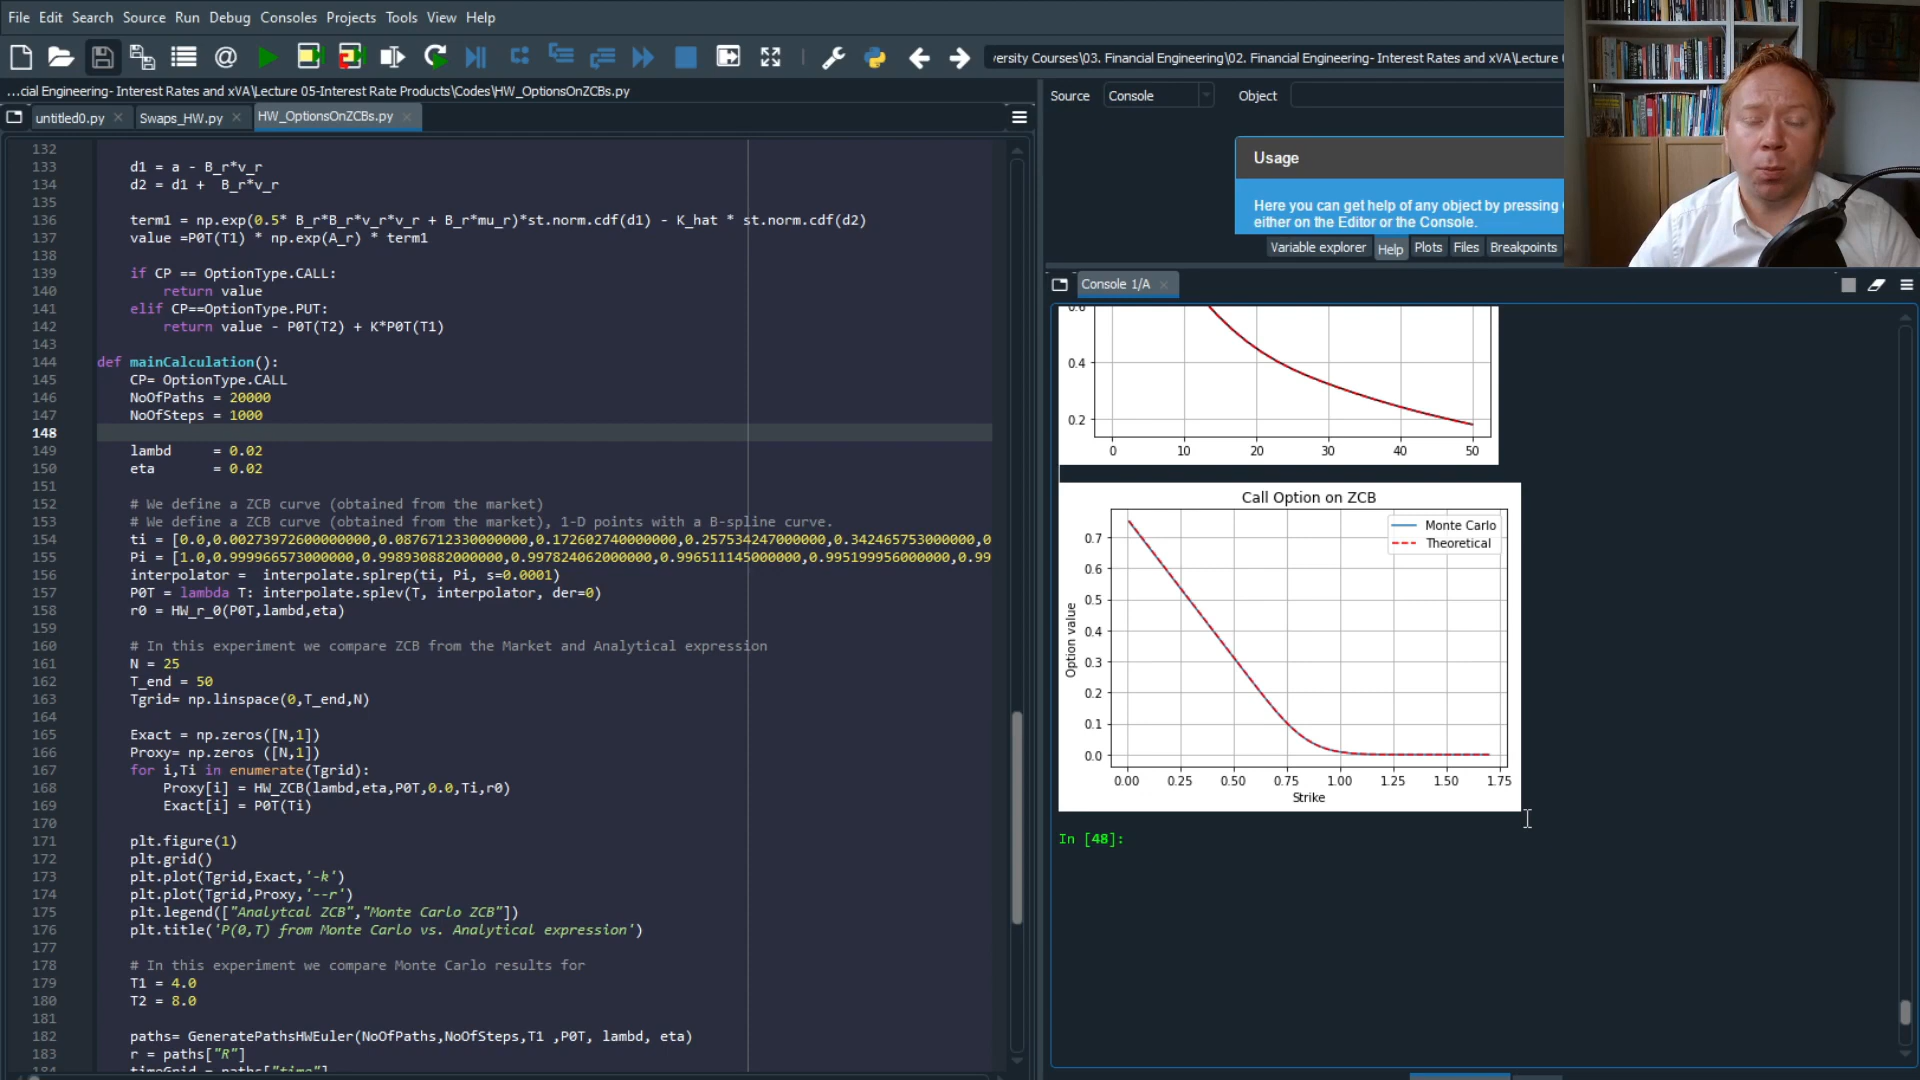 File Edit Search Source Run Debug Consoles Projects Tools View Help
versity Courses\03. Financial Engineering\02. Financial Engineering- Interest Rates and xVA\Lecture
...cial Engineering- Interest Rates and xVA\Lecture 05-Interest Rate Products\Codes\HW_OptionsOnZCBs.py
untitled0.py Swaps_HW.py HW_OptionsOnZCBs.py
132
133 d1 = a - B_r*v_r
134 d2 = d1 + B_r*v_r
135
136 term1 = np.exp(0.5* B_r*B_r*v_r*v_r + B_r*mu_r)*st.norm.cdf(d1) - K_hat * st.norm.cdf(d2)
137 value =P0T(T1) * np.exp(A_r) * term1
138
139 if CP == OptionType.CALL:
140 return value
141 elif CP==OptionType.PUT:
142 return value - P0T(T2) + K*P0T(T1)
143
144 def mainCalculation():
145 CP= OptionType.CALL
146 NoOfPaths = 20000
147 NoOfSteps = 1000
148
149 lambd = 0.02
150 eta = 0.02
151
152 # We define a ZCB curve (obtained from the market)
153 # We define a ZCB curve (obtained from the market), 1-D points with a B-spline curve.
154 ti = [0.0,0.00273972600000000,0.0876712330000000,0.172602740000000,0.257534247000000,0.342465753000000,0
155 Pi = [1.0,0.999966573000000,0.998930882000000,0.997824062000000,0.996511145000000,0.995199956000000,0.99
156 interpolator = interpolate.splrep(ti, Pi, s=0.0001)
157 P0T = lambda T: interpolate.splev(T, interpolator, der=0)
158 r0 = HW_r_0(P0T,lambd,eta)
159
160 # In this experiment we compare ZCB from the Market and Analytical expression
161 N = 25
162 T_end = 50
163 Tgrid= np.linspace(0,T_end,N)
164
165 Exact = np.zeros([N,1])
166 Proxy= np.zeros ([N,1])
167 for i,Ti in enumerate(Tgrid):
168 Proxy[i] = HW_ZCB(lambd,eta,P0T,0.0,Ti,r0)
169 Exact[i] = P0T(Ti)
170
171 plt.figure(1)
172 plt.grid()
173 plt.plot(Tgrid,Exact,'-k')
174 plt.plot(Tgrid,Proxy,'--r')
175 plt.legend(["Analytcal ZCB","Monte Carlo ZCB"])
176 plt.title('P(0,T) from Monte Carlo vs. Analytical expression')
177
178 # In this experiment we compare Monte Carlo results for
179 T1 = 4.0
180 T2 = 8.0
181
182 paths= GeneratePathsHWEuler(NoOfPaths,NoOfSteps,T1 ,P0T, lambd, eta)
183 r = paths["R"]
184 timeGrid = paths["time"]
Source Console Object
Usage
Here you can get help of any object by pressing
either on the Editor or the Console.
Variable explorer Help Plots Files Breakpoints
Console 1/A
0.6
0.4
0.2
0 10 20 30 40 50
Call Option on ZCB
Monte Carlo
Theoretical
Option value
0.7
0.6
0.5
0.4
0.3
0.2
0.1
0.0
0.00 0.25 0.50 0.75 1.00 1.25 1.50 1.75
Strike
In [48]: